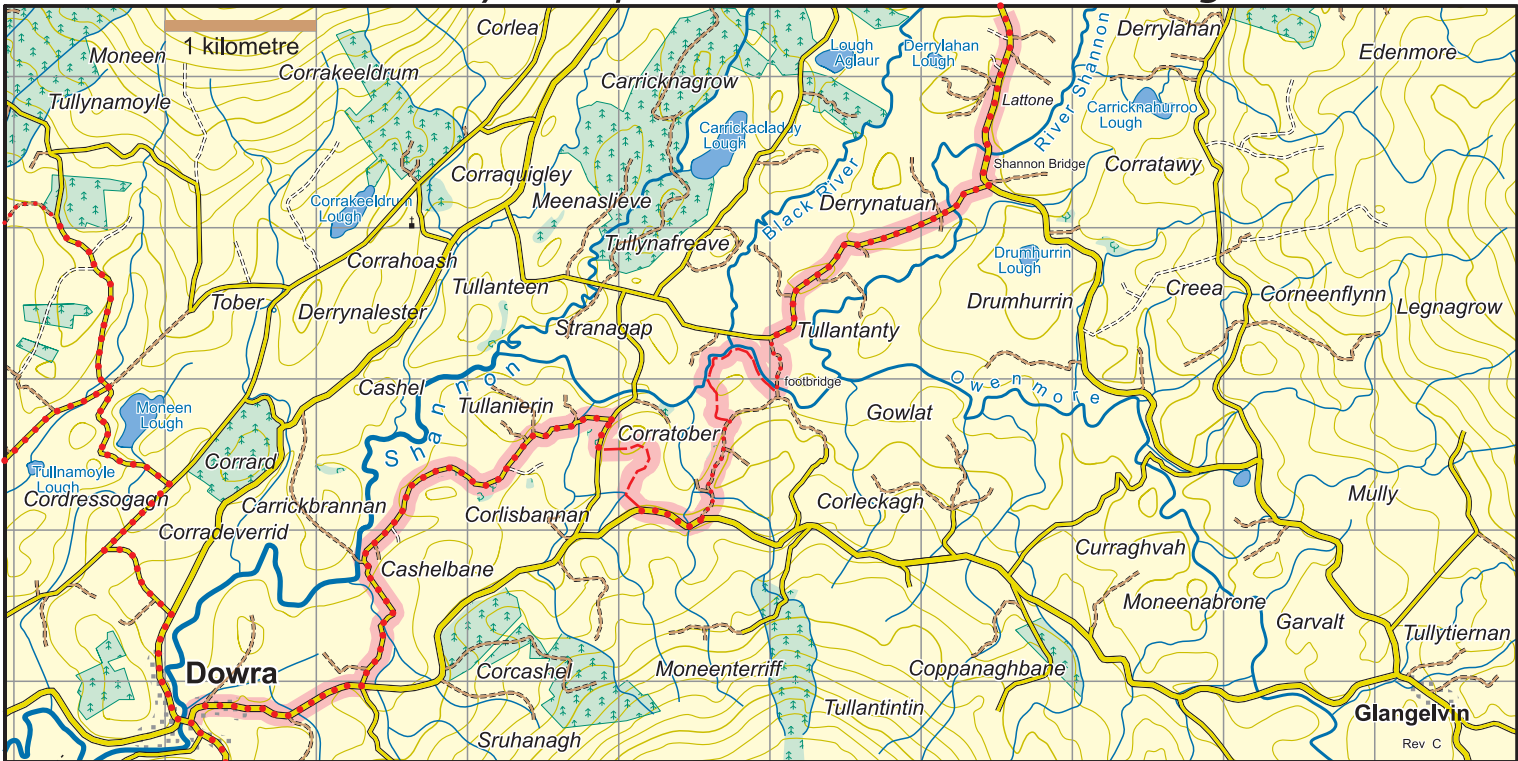 1 kilometre
Corlea
Derrylahan
Edenmore
Moneen
Lough
Aglaur
Derrylahan
Lough
Corrakeeldrum
Carricknagrow
Tullynamoyle
Lattone
River Shannon
Carricknahurroo
Lough
Carrickacladdy
Lough
Shannon Bridge
Corratawy
Corraquigley
Meenaslieve
Corrakeeldrum
Lough
Black River
Derrynatuan
Tullynafreave
Corrahoash
Drumhurrin
Lough
Tullanteen
Tober
Derrynalester
Drumhurrin
Creea
Corneenflynn
Legnagrow
Stranagap
Tullantanty
Cashel
Shannon
footbridge
Owenmore
Tullanierin
Gowlat
Moneen
Lough
Corratober
Corrard
Tullnamoyle
Lough
Cordressogagh
Carrickbrannan
Corlisbannan
Corleckagh
Mully
Corradeverrid
Curraghvah
Cashelbane
Moneenabrone
Garvalt
Tullytiernan
Dowra
Corcashel
Moneenterriff
Coppanaghbane
Tullantintin
Glangelvin
Sruhanagh
Rev C